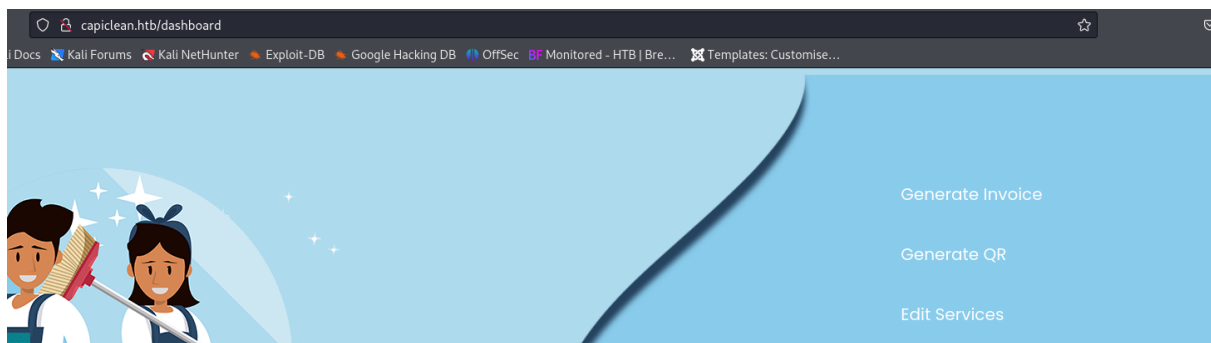 capiclean.htb/dashboard
i Docs Kali Forums Kali NetHunter Exploit-DB Google Hacking DB OffSec BF Monitored - HTB | Bre… Templates: Customise…
Generate Invoice
Generate QR
Edit Services